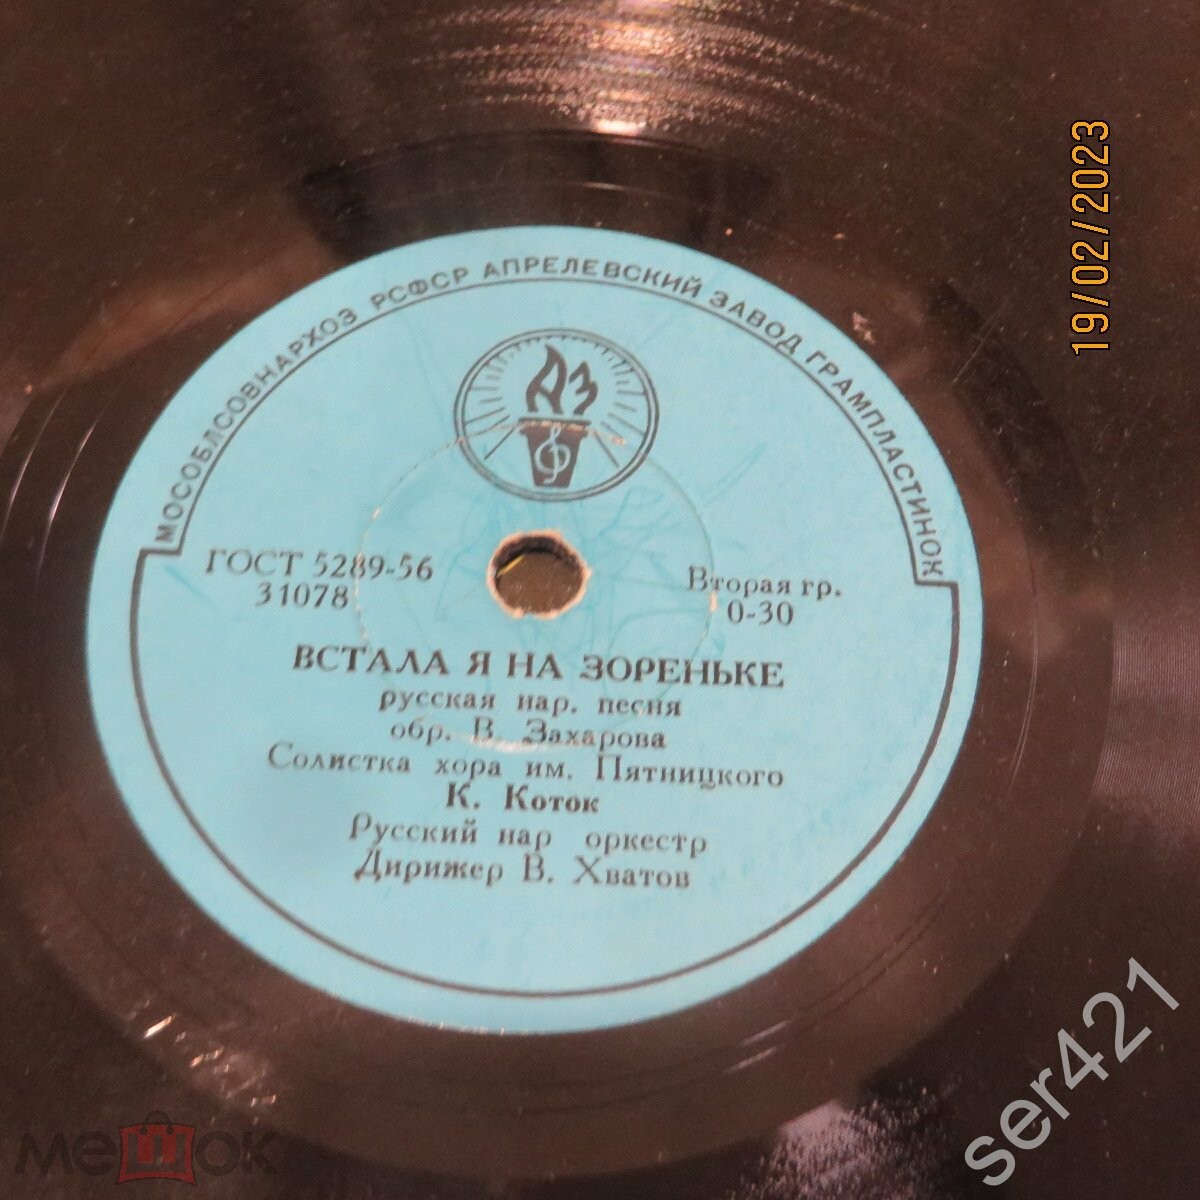 МОСОБЛСОВНАРХОЗ РСФСР АПРЕЛЕВСКИЙ ЗАВОД ГРАМПЛАСТИНОК
АЗ
ГОСТ 5289-56
31078
Вторая гр.
0-30
ВСТАЛА Я НА ЗОРЕНЬКЕ
русская нар. песня
обр. В. Захарова
Солистка хора им. Пятницкого
К. Коток
Русский нар оркестр
Дирижер В. Хватов
19/02/2023
ser421
мешок